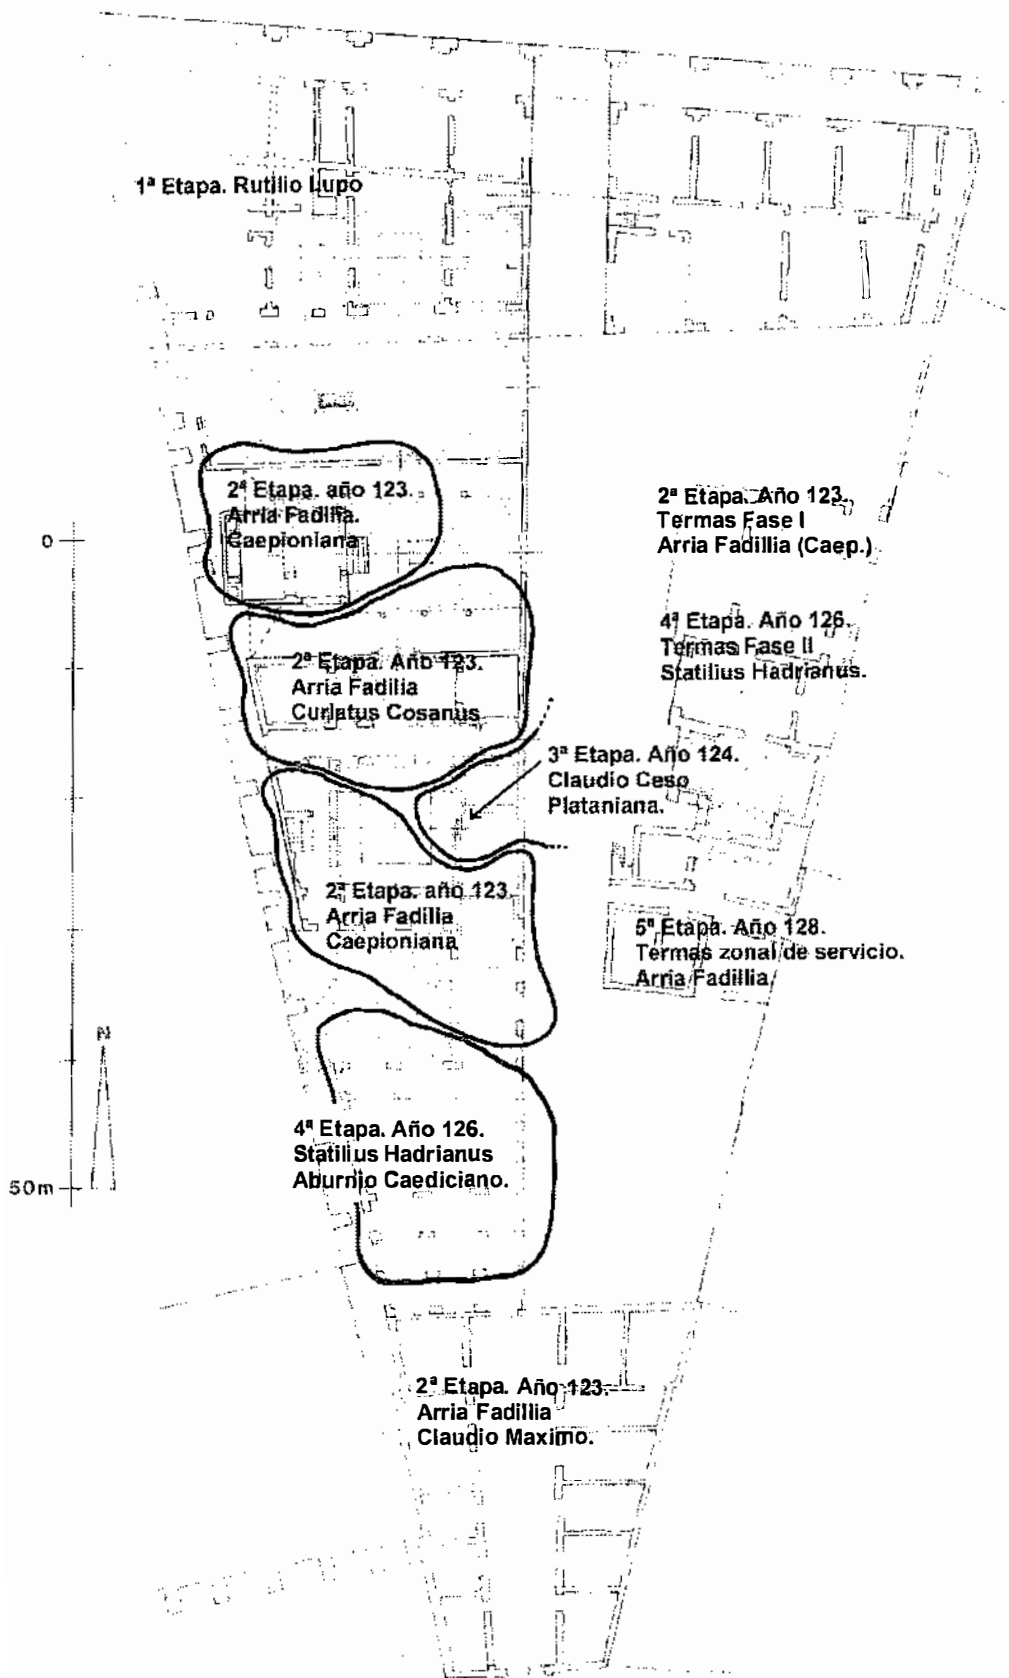 1ª Etapa. Rutilio Lupo
2ª Etapa. año 123.
Arria Fadilla.
Caepioniana
2ª Etapa. Año 123.
Termas Fase I
Arria Fadillia (Caep.)
0
4ª Etapa. Año 126.
Termas Fase II
Statilius Hadrianus.
2ª Etapa. Año 123.
Arria Fadilia
Curiatus Cosanus
3ª Etapa. Año 124.
Claudio Ceso
Plataniana.
2ª Etapa. año 123.
Arria Fadilia
Caepioniana
5ª Etapa. Año 128.
Termas zonal de servicio.
Arria Fadillia
N
4ª Etapa. Año 126.
Statilius Hadrianus
Aburnio Caediciano.
50m
2ª Etapa. Año 123.
Arria Fadillia
Claudio Maximo.